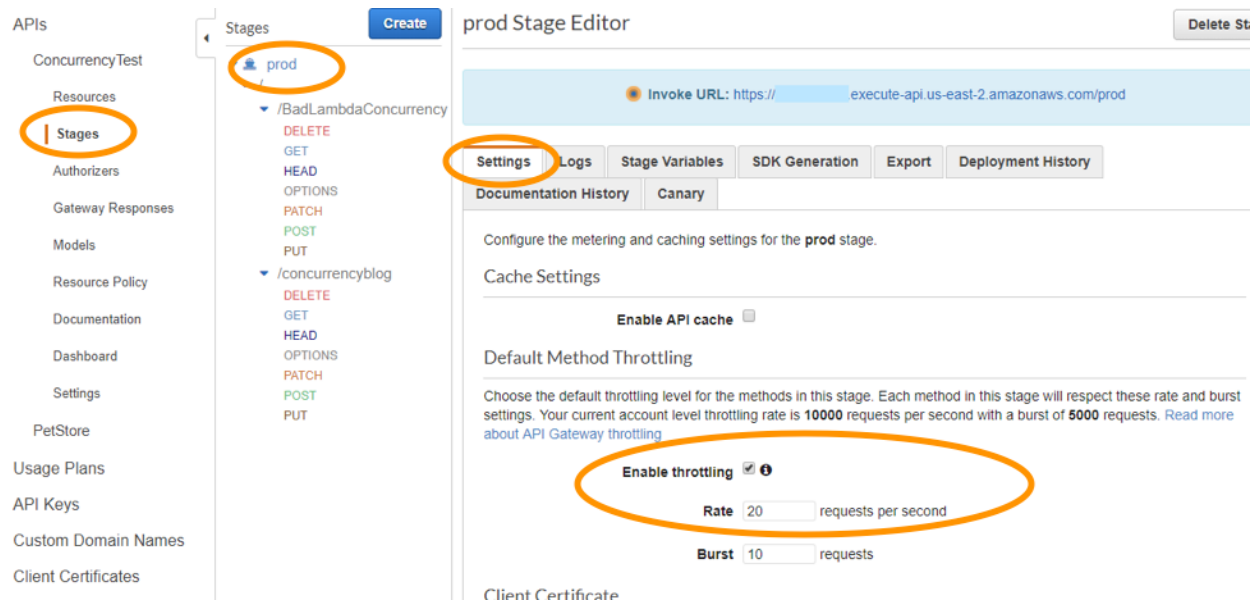 APIs
ConcurrencyTest
Resources
Stages
Authorizers
Gateway Responses
Models
Resource Policy
Documentation
Dashboard
Settings
PetStore
Usage Plans
API Keys
Custom Domain Names
Client Certificates
Stages
Create
prod
/
/BadLambdaConcurrency
DELETE
GET
HEAD
OPTIONS
PATCH
POST
PUT
/concurrencyblog
DELETE
GET
HEAD
OPTIONS
PATCH
POST
PUT
prod Stage Editor
Delete Sta
Invoke URL: https:// .execute-api.us-east-2.amazonaws.com/prod
Settings Logs Stage Variables SDK Generation Export Deployment History
Documentation History Canary
Configure the metering and caching settings for the prod stage.
Cache Settings
Enable API cache
Default Method Throttling
Choose the default throttling level for the methods in this stage. Each method in this stage will respect these rate and burst
settings. Your current account level throttling rate is 10000 requests per second with a burst of 5000 requests. Read more
about API Gateway throttling
Enable throttling
Rate 20 requests per second
Burst 10 requests
Client Certificate